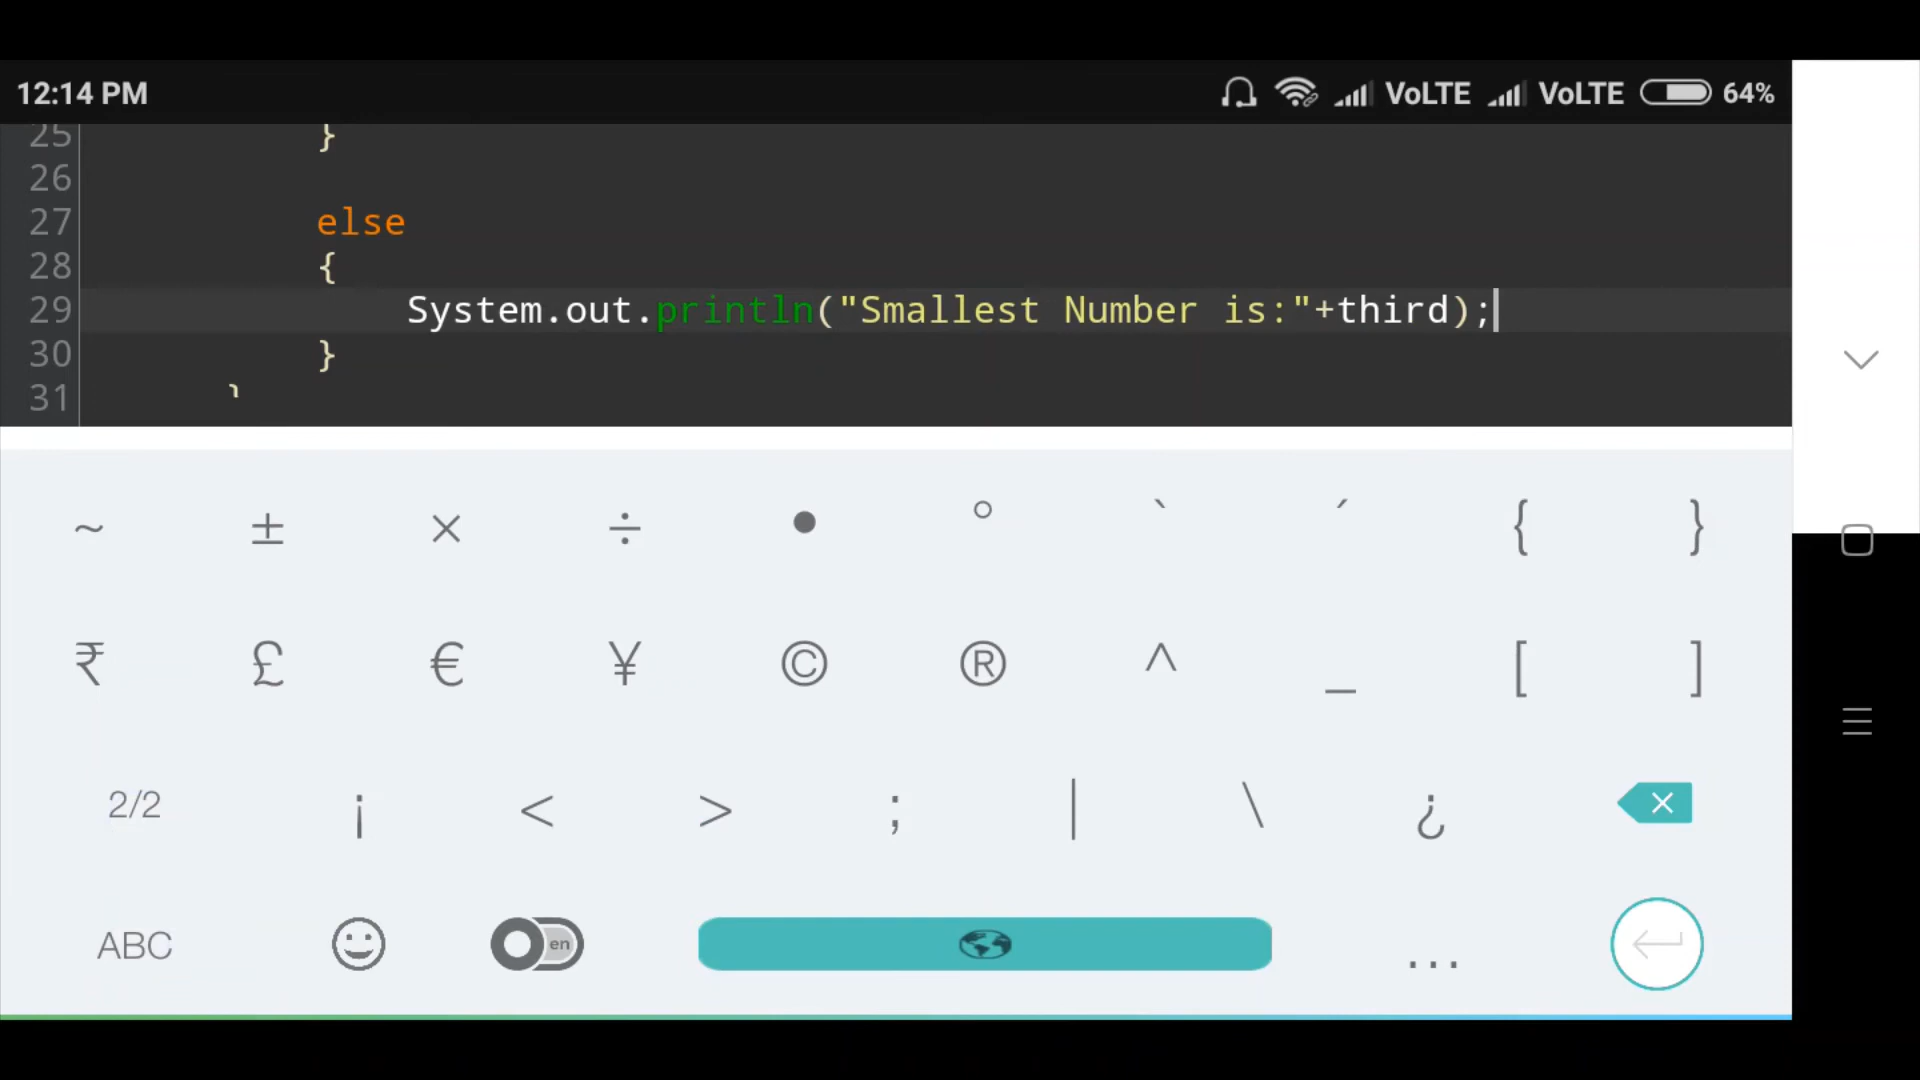 12:14 PM VoLTE VoLTE 64%
25 }
26
27 else
28 {
29 System.out.println("Smallest Number is:"+third);
30 }
31 }
~ ± × ÷ • ° ` ´ { }
₹ £ € ¥ © ® ^ _ [ ]
2/2 ¡ < > ; | \ ¿
ABC en ...